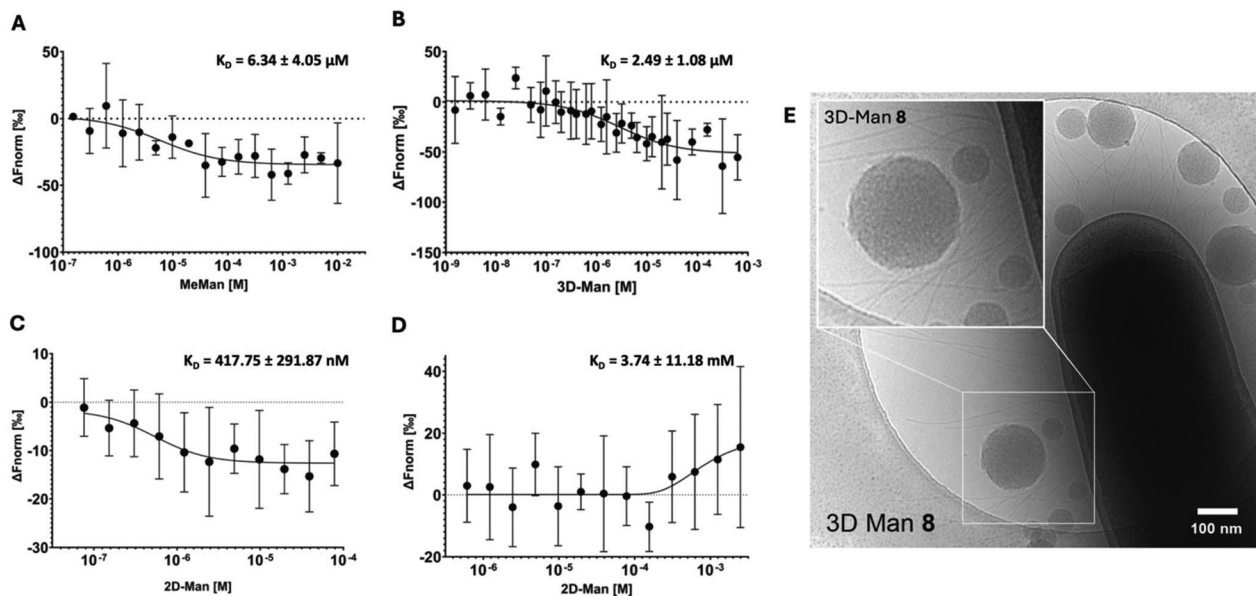 A
K_D = 6.34 ± 4.05 µM
50
0
-50
-100
ΔFnorm [‰]
10^-7
10^-6
10^-5
10^-4
10^-3
10^-2
MeMan [M]
B
K_D = 2.49 ± 1.08 µM
50
0
-50
-100
-150
ΔFnorm [‰]
10^-9
10^-8
10^-7
10^-6
10^-5
10^-4
10^-3
3D-Man [M]
C
K_D = 417.75 ± 291.87 nM
10
0
-10
-20
-30
ΔFnorm [‰]
10^-7
10^-6
10^-5
10^-4
2D-Man [M]
D
K_D = 3.74 ± 11.18 mM
40
20
0
-20
ΔFnorm [‰]
10^-6
10^-5
10^-4
10^-3
2D-Man [M]
E
3D-Man 8
3D Man 8
100 nm